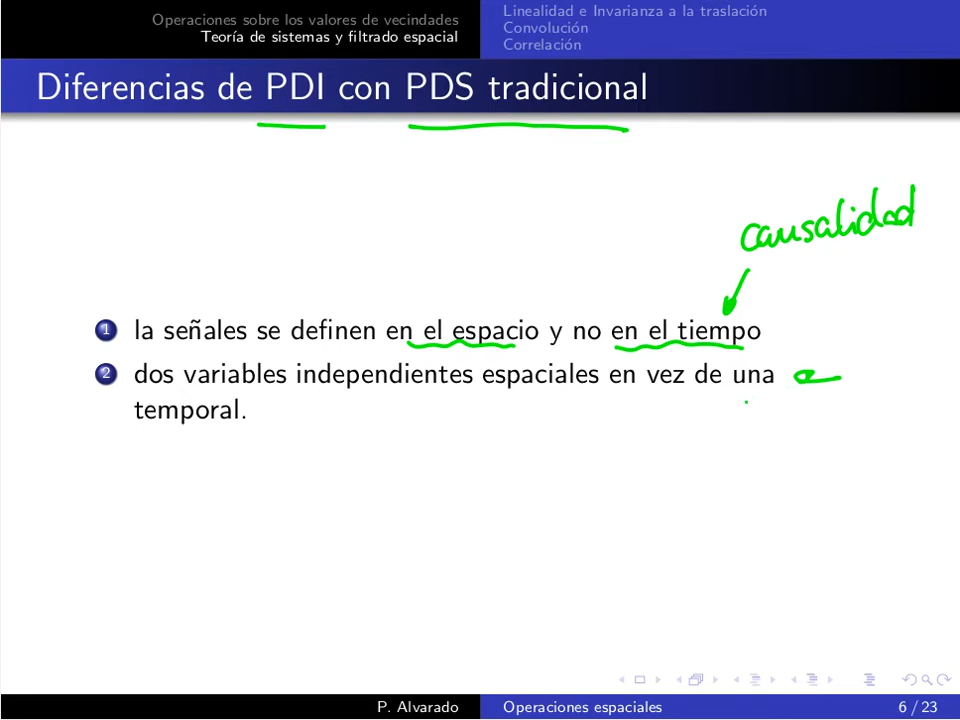 Operaciones sobre los valores de vecindades
Teoría de sistemas y filtrado espacial
Linealidad e Invarianza a la traslación
Convolución
Correlación
Diferencias de PDI con PDS tradicional
causalidad
1 la señales se definen en el espacio y no en el tiempo
2 dos variables independientes espaciales en vez de una
temporal.
P. Alvarado
Operaciones espaciales
6 / 23